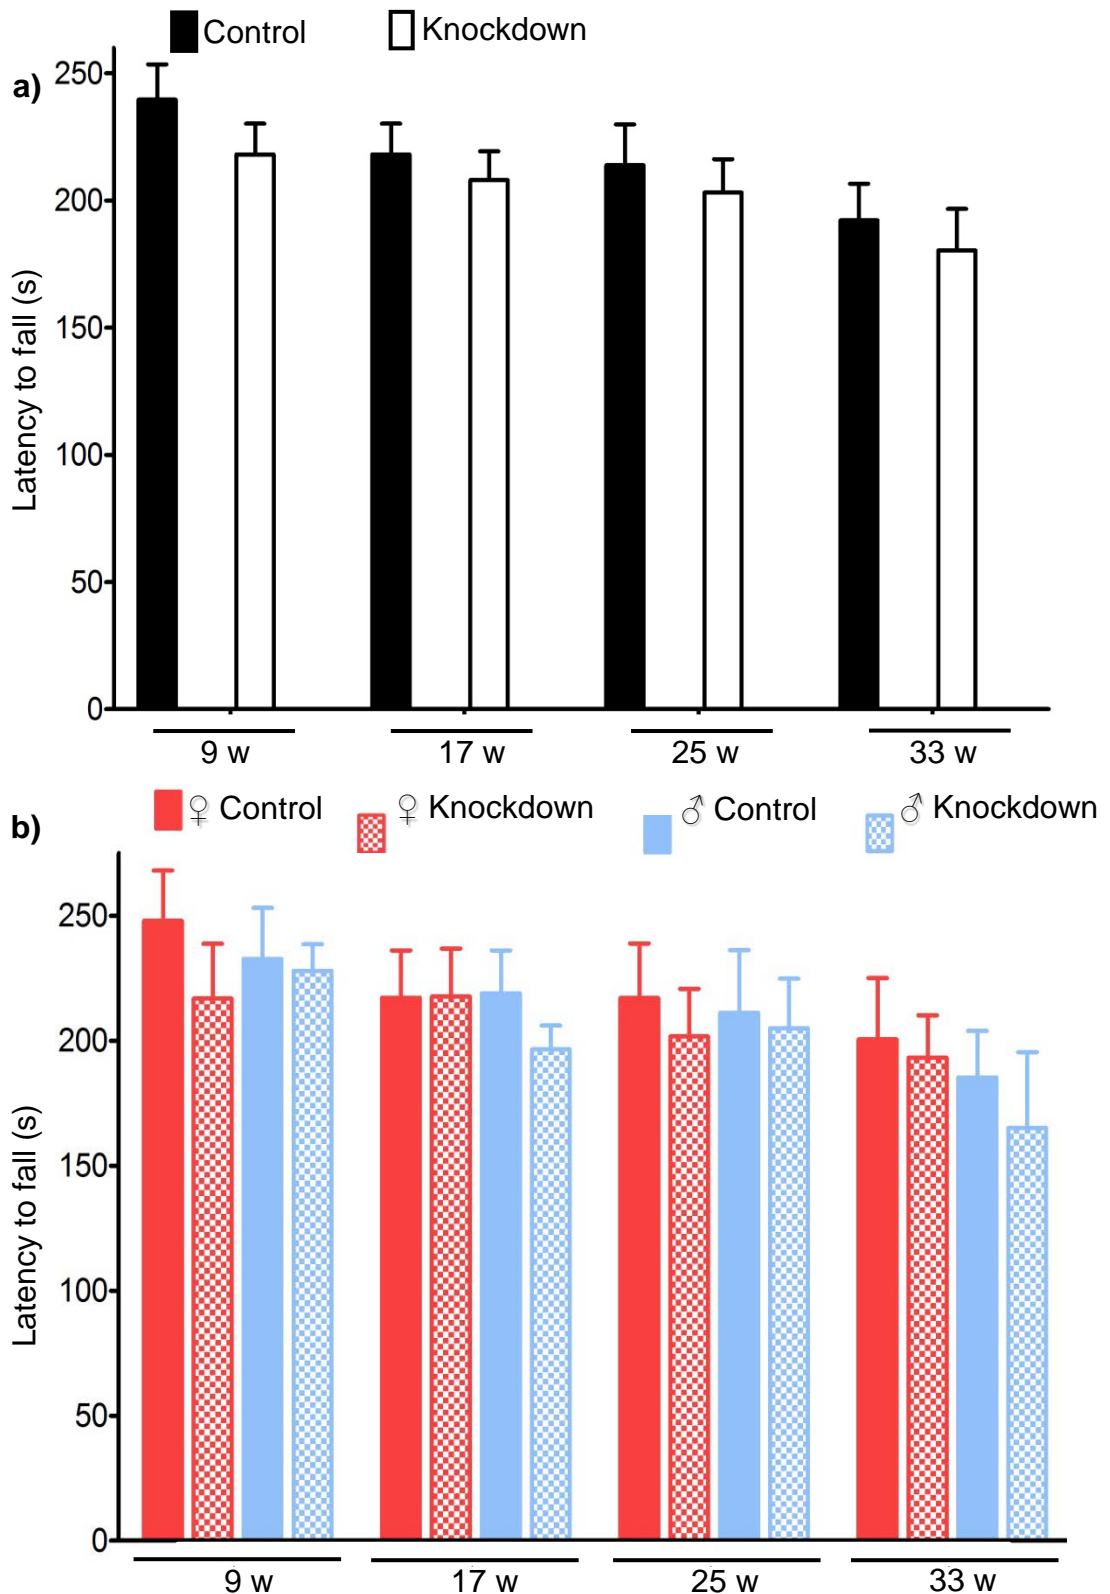 Control Knockdown
a)
250
200
150
100
50
0
Latency to fall (s)
9 w 17 w 25 w 33 w
♀ Control ♀ Knockdown ♂ Control ♂ Knockdown
b)
250
200
150
100
50
0
Latency to fall (s)
9 w 17 w 25 w 33 w